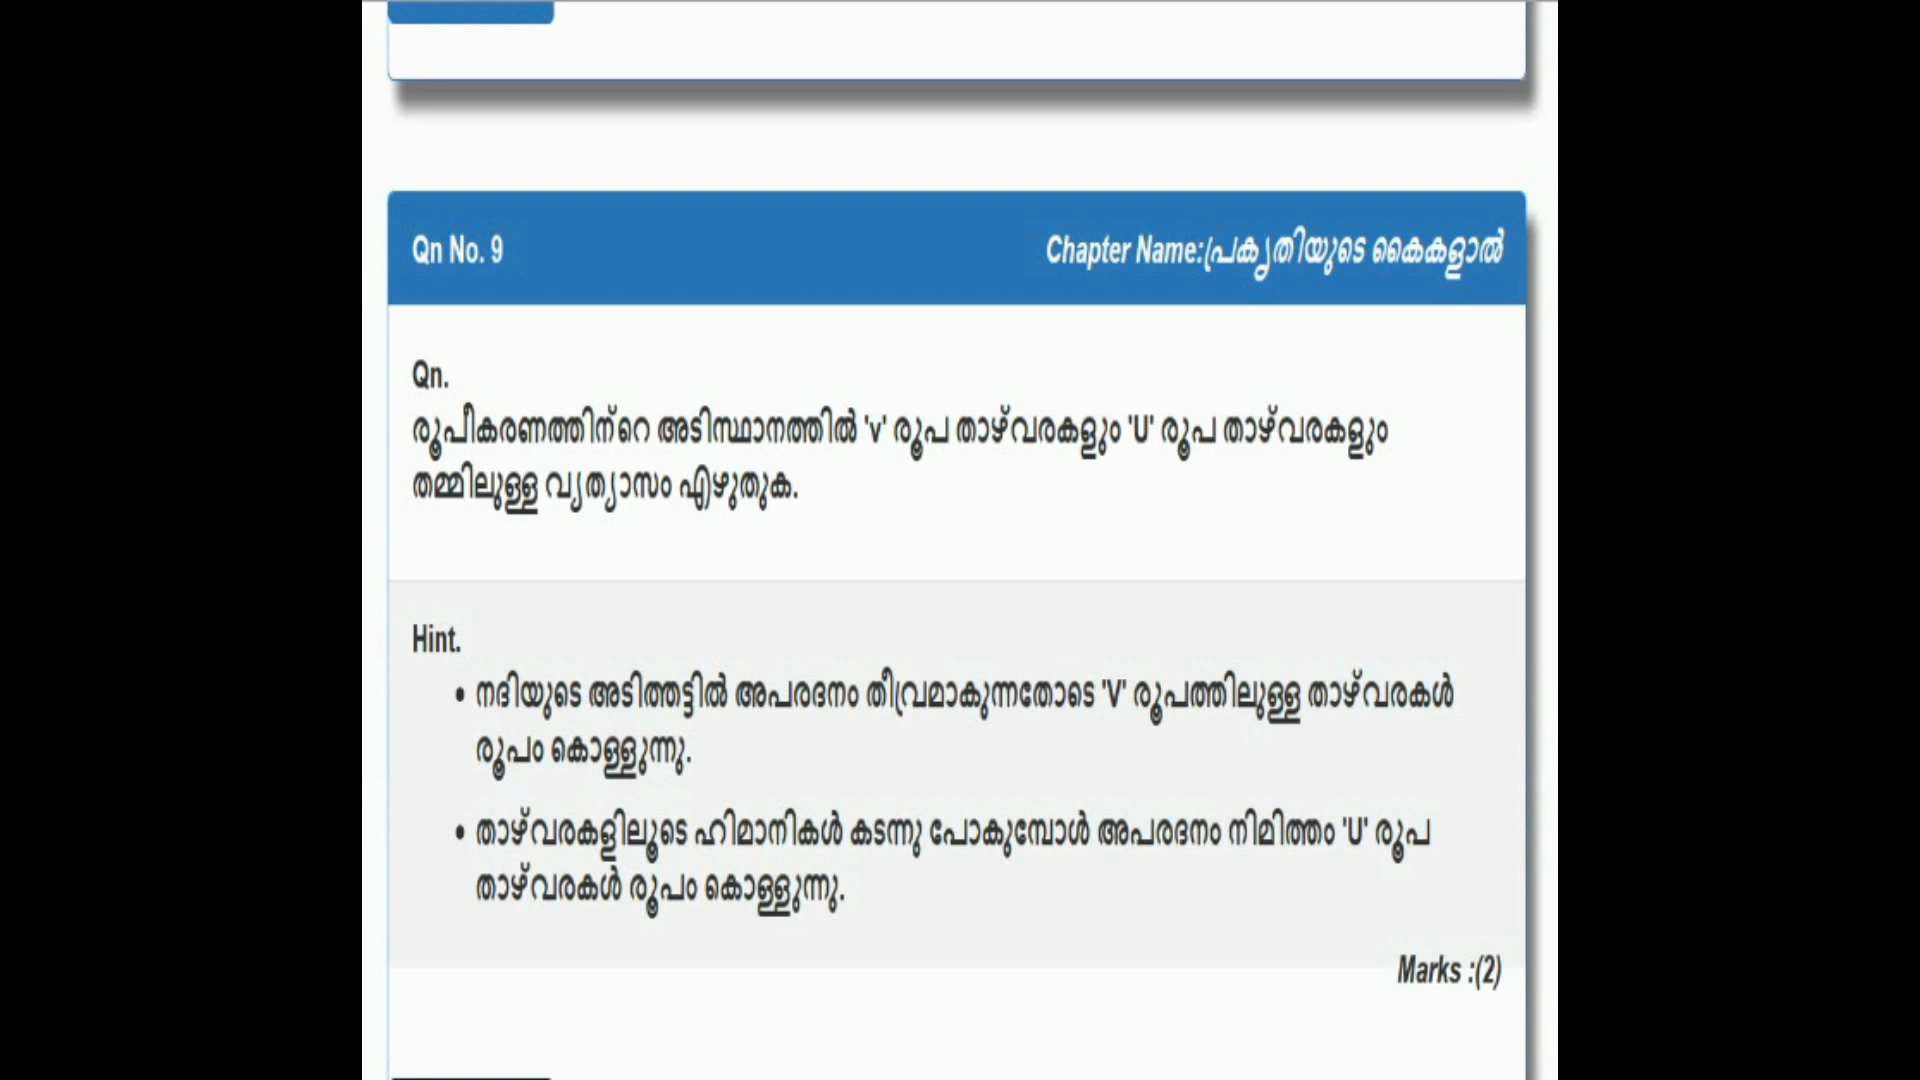 Qn No. 9
Chapter Name:പ്രകൃതിയുടെ കൈകളാൽ
Qn.
രൂപീകരണത്തിന്റെ അടിസ്ഥാനത്തിൽ 'v' രൂപ താഴ്‌വരകളും 'U' രൂപ താഴ്‌വരകളും
തമ്മിലുള്ള വ്യത്യാസം എഴുതുക.
Hint.
• നദിയുടെ അടിത്തട്ടിൽ അപരദനം തീവ്രമാകുന്നതോടെ 'V' രൂപത്തിലുള്ള താഴ്‌വരകൾ
രൂപം കൊള്ളുന്നു.
• താഴ്‌വരകളിലൂടെ ഹിമാനികൾ കടന്നു പോകുമ്പോൾ അപരദനം നിമിത്തം 'U' രൂപ
താഴ്‌വരകൾ രൂപം കൊള്ളുന്നു.
Marks :(2)